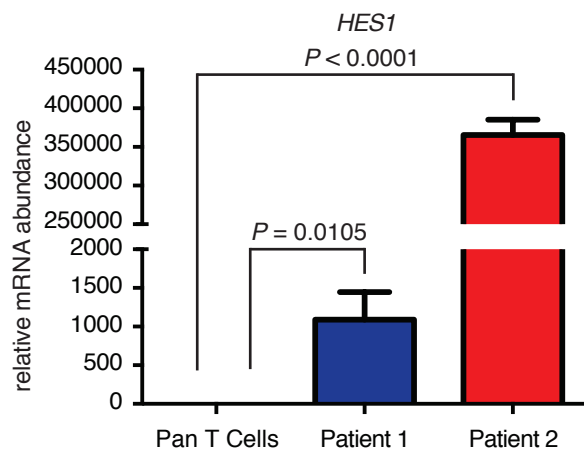 HES1
P < 0.0001
450000
400000
350000
300000
250000
2000
1500
1000
500
0
P = 0.0105
relative mRNA abundance
Pan T Cells
Patient 1
Patient 2